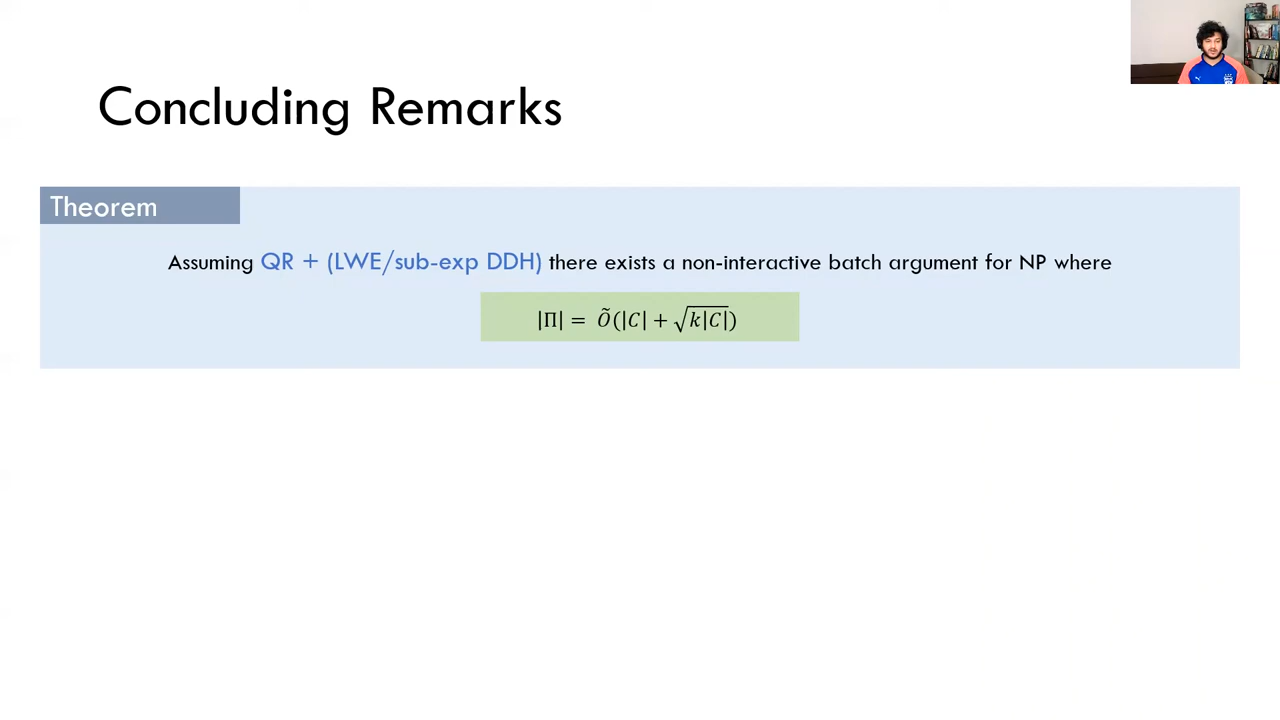 Concluding Remarks
Theorem
Assuming QR + (LWE/sub-exp DDH) there exists a non-interactive batch argument for NP where
|Π| = Õ(|C| + √k|C|)